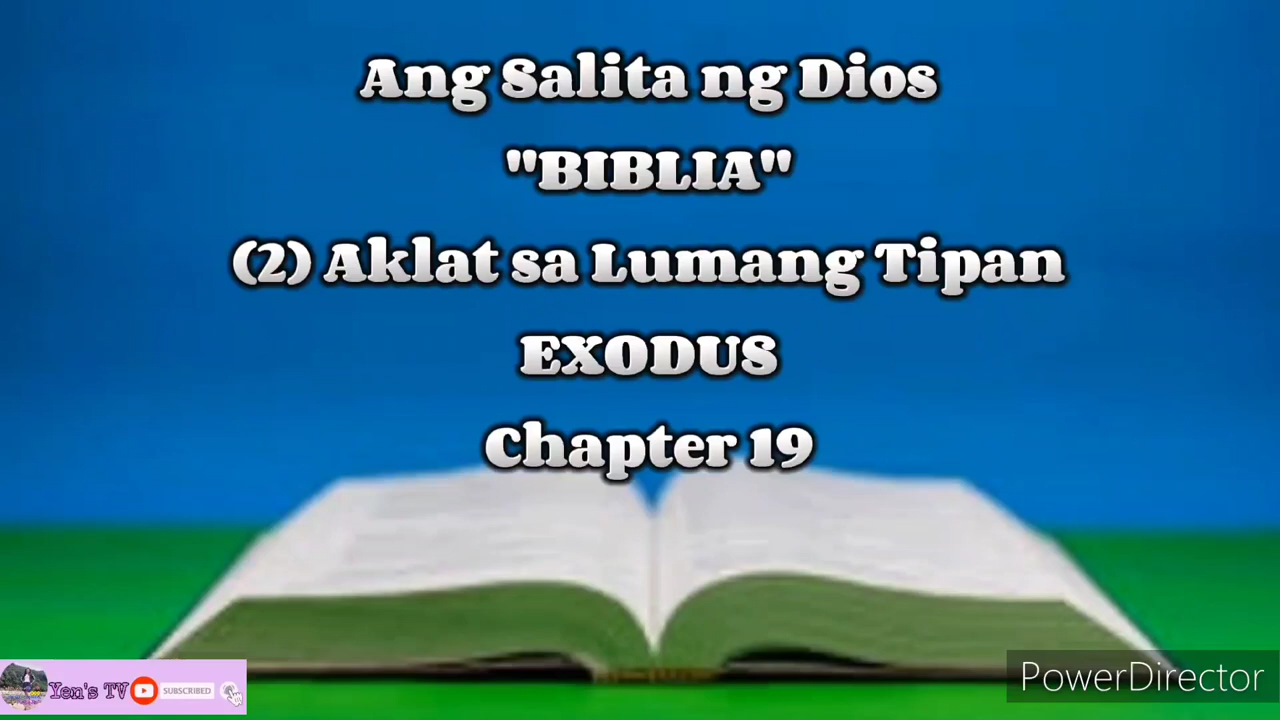 Ang Salita ng Dios
"BIBLIA"
(2) Aklat sa Lumang Tipan
EXODUS
Chapter 19
Yen's TV SUBSCRIBED
PowerDirector